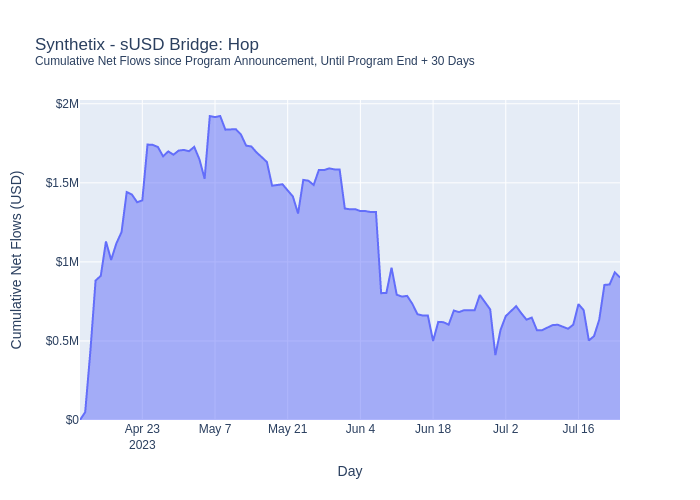 Synthetix - sUSD Bridge: Hop
Cumulative Net Flows since Program Announcement, Until Program End + 30 Days
Cumulative Net Flows (USD)
$2M
$1.5M
$1M
$0.5M
$0
Apr 23
2023
May 7
May 21
Jun 4
Jun 18
Jul 2
Jul 16
Day